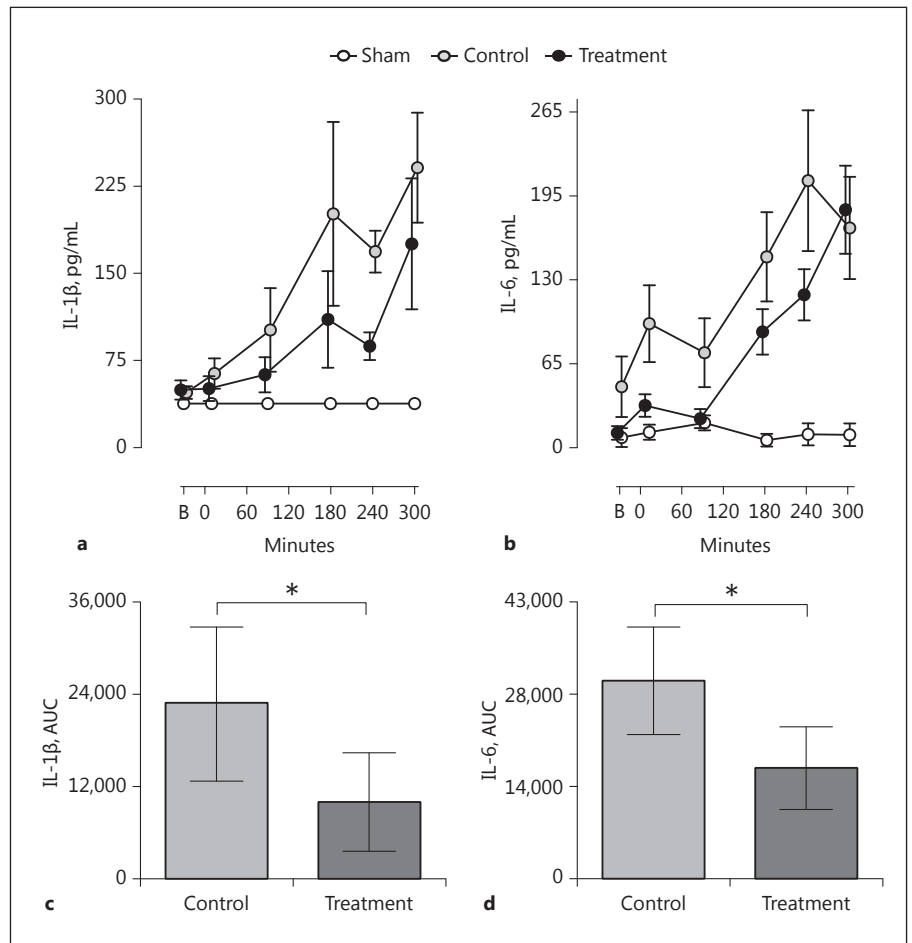 Sham Control Treatment
300
225
150
75
0
IL-1β, pg/mL
B 0 60 120 180 240 300
Minutes
a
265
195
130
65
0
IL-6, pg/mL
B 0 60 120 180 240 300
Minutes
b
36,000
24,000
12,000
0
IL-1β, AUC
*
Control Treatment
c
43,000
28,000
14,000
0
IL-6, AUC
*
Control Treatment
d